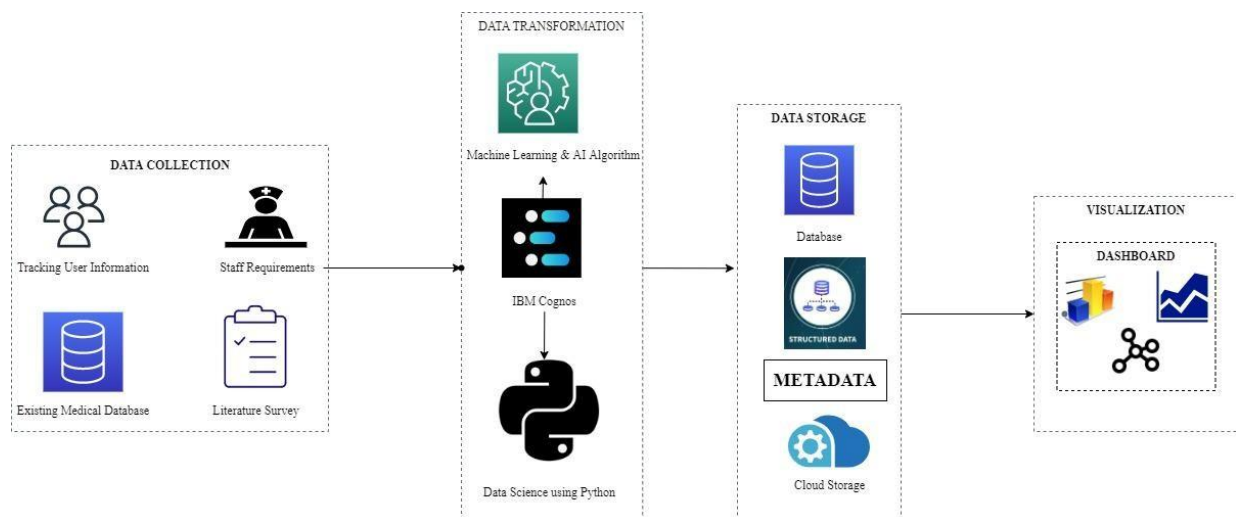 DATA COLLECTION
Tracking User Information
Staff Requirements
Existing Medical Database
Literature Survey
DATA TRANSFORMATION
Machine Learning & AI Algorithm
IBM Cognos
Data Science using Python
DATA STORAGE
Database
STRUCTURED DATA
METADATA
Cloud Storage
VISUALIZATION
DASHBOARD